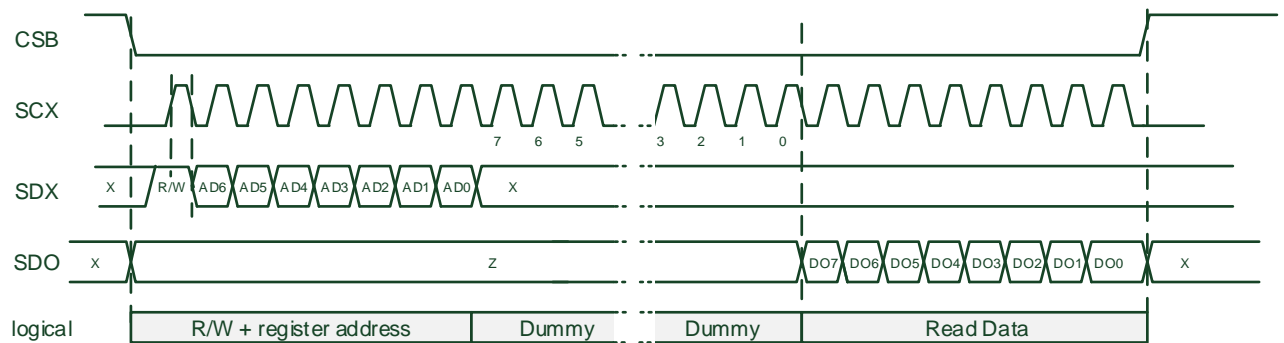 CSB
SCX
7 6 5 3 2 1 0
SDX X R/W AD6 AD5 AD4 AD3 AD2 AD1 AD0 X
SDO X Z DO7 DO6 DO5 DO4 DO3 DO2 DO1 DO0 X
logical R/W + register address Dummy Dummy Read Data